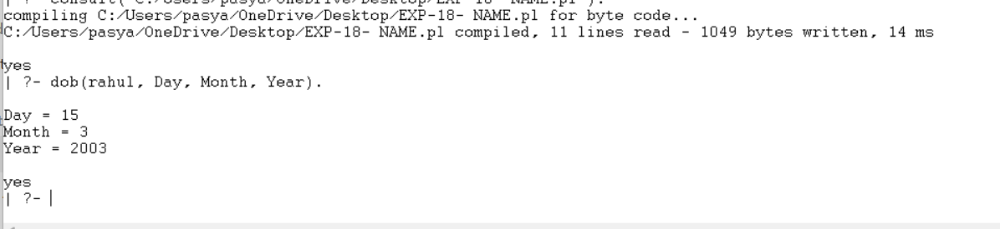 compiling C:/Users/pasya/OneDrive/Desktop/EXP-18- NAME.pl for byte code...
C:/Users/pasya/OneDrive/Desktop/EXP-18- NAME.pl compiled, 11 lines read - 1049 bytes written, 14 ms
yes
| ?- dob(rahul, Day, Month, Year).
Day = 15
Month = 3
Year = 2003
yes
| ?-